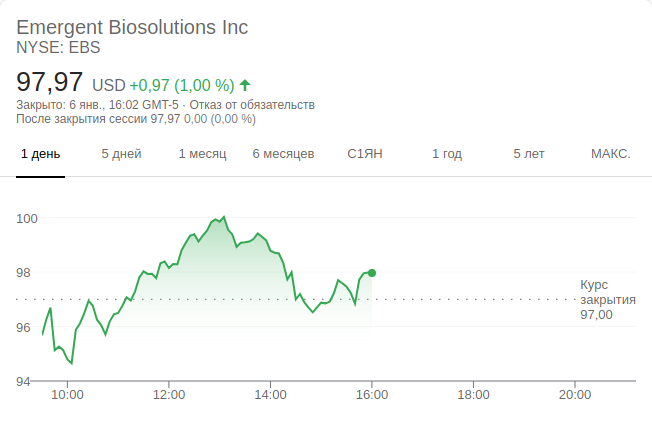 Emergent Biosolutions Inc
NYSE: EBS
97,97 USD +0,97 (1,00 %)
Закрыто: 6 янв., 16:02 GMT-5 · Отказ от обязательств
После закрытия сессии 97,97 0,00 (0,00 %)
1 день 5 дней 1 месяц 6 месяцев С1ЯН 1 год 5 лет МАКС.
100
98
Курс
закрытия
97,00
96
94
10:00 12:00 14:00 16:00 18:00 20:00